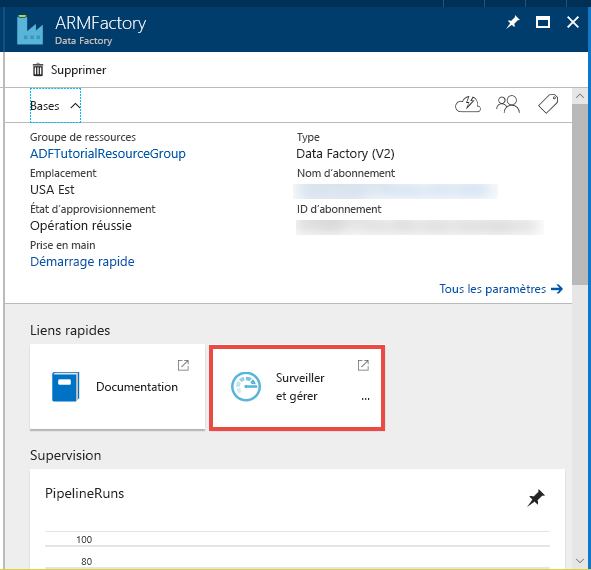 ARMFactory
Data Factory
Supprimer
Bases
Groupe de ressources
ADFTutorialResourceGroup
Emplacement
USA Est
État d'approvisionnement
Opération réussie
Prise en main
Démarrage rapide
Type
Data Factory (V2)
Nom d'abonnement
ID d'abonnement
Tous les paramètres
Liens rapides
Documentation
Surveiller
et gérer
...
Supervision
PipelineRuns
100
80